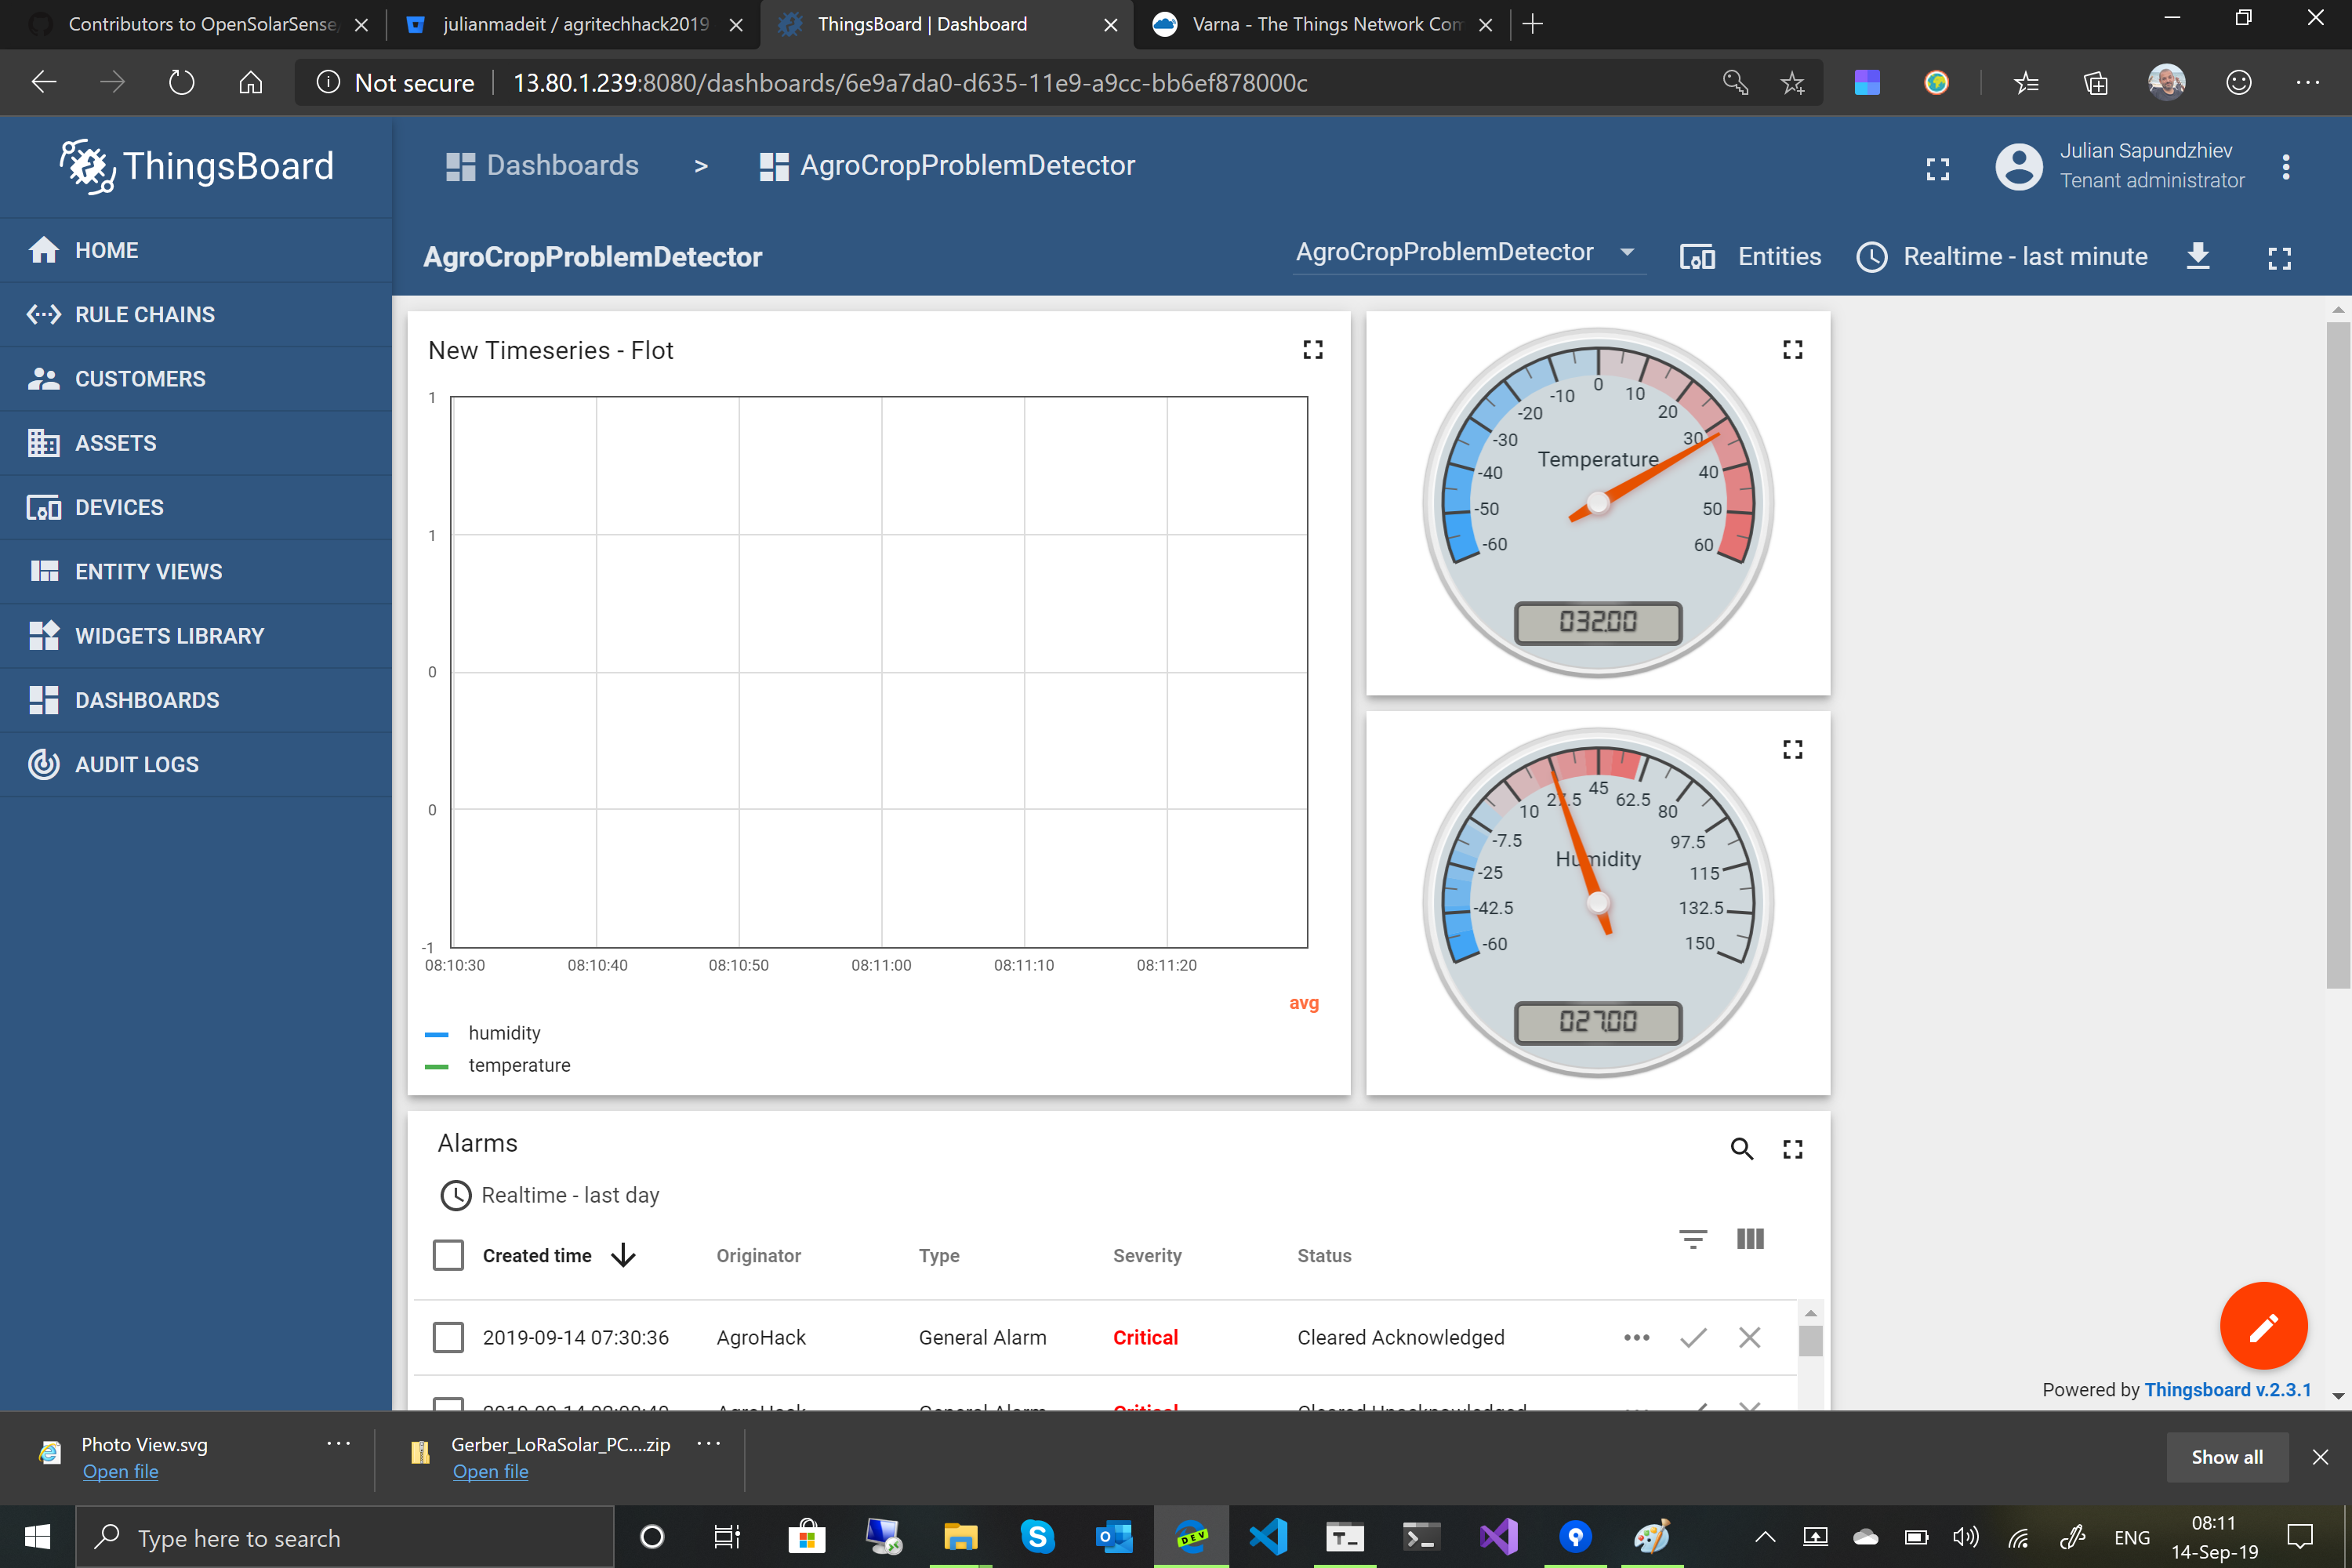 Contributors to OpenSolarSense/
julianmadeit / agritechhack2019
ThingsBoard | Dashboard
Varna - The Things Network Com
Not secure
13.80.1.239:8080/dashboards/6e9a7da0-d635-11e9-a9cc-bb6ef878000c
ThingsBoard
Dashboards > AgroCropProblemDetector
Julian Sapundzhiev
Tenant administrator
HOME
RULE CHAINS
CUSTOMERS
ASSETS
DEVICES
ENTITY VIEWS
WIDGETS LIBRARY
DASHBOARDS
AUDIT LOGS
AgroCropProblemDetector
AgroCropProblemDetector
Entities
Realtime - last minute
New Timeseries - Flot
1
1
0
0
-1
08:10:30 08:10:40 08:10:50 08:11:00 08:11:10 08:11:20
avg
humidity
temperature
-60 -50 -40 -30 -20 -10 0 10 20 30 40 50 60
Temperature
032.00
-60 -42.5 -25 -7.5 10 27.5 45 62.5 80 97.5 115 132.5 150
Humidity
027.00
Alarms
Realtime - last day
Created time Originator Type Severity Status
2019-09-14 07:30:36 AgroHack General Alarm Critical Cleared Acknowledged
AgroHack General Alarm Critical Cleared Unacknowledged
Powered by Thingsboard v.2.3.1
Photo View.svg
Open file
Gerber_LoRaSolar_PC....zip
Open file
Show all
Type here to search
DEV
ENG
08:11
14-Sep-19